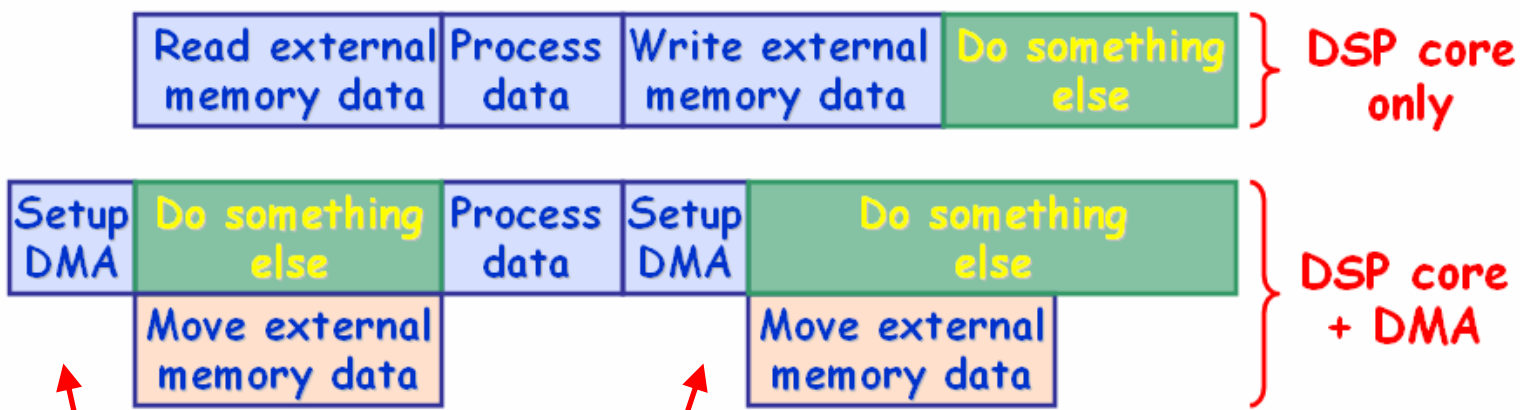 Read external
memory data
Process
data
Write external
memory data
Do something
else
DSP core
only
Setup
DMA
Do something
else
Process
data
Setup
DMA
Do something
else
DSP core
+ DMA
Move external
memory data
Move external
memory data